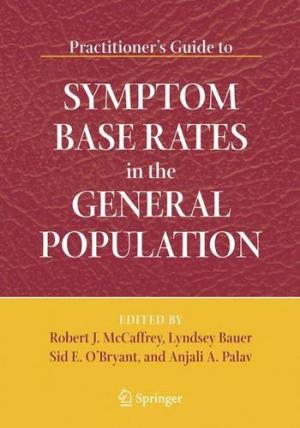 Practitioner's Guide to
SYMPTOM
BASE RATES
in the
GENERAL
POPULATION
EDITED BY
Robert J. McCaffrey, Lyndsey Bauer
Sid E. O'Bryant, and Anjali A. Palav
Springer